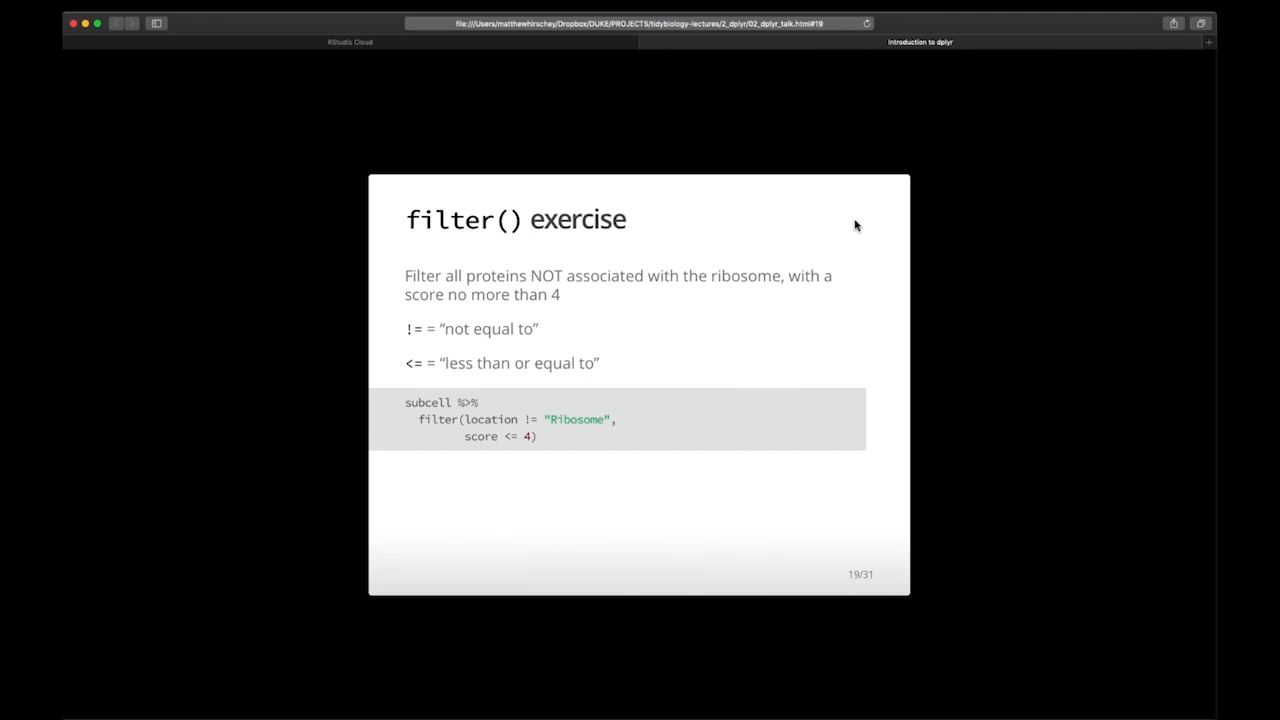 file:///Users/matthewhirschey/Dropbox/DUKE/PROJECTS/tidybiology-lectures/2_dplyr/02_dplyr_talk.html#19
RStudio Cloud
Introduction to dplyr
filter() exercise
Filter all proteins NOT associated with the ribosome, with a
score no more than 4
!= = “not equal to”
<= = “less than or equal to”
subcell %>%
filter(location != "Ribosome",
score <= 4)
19/31